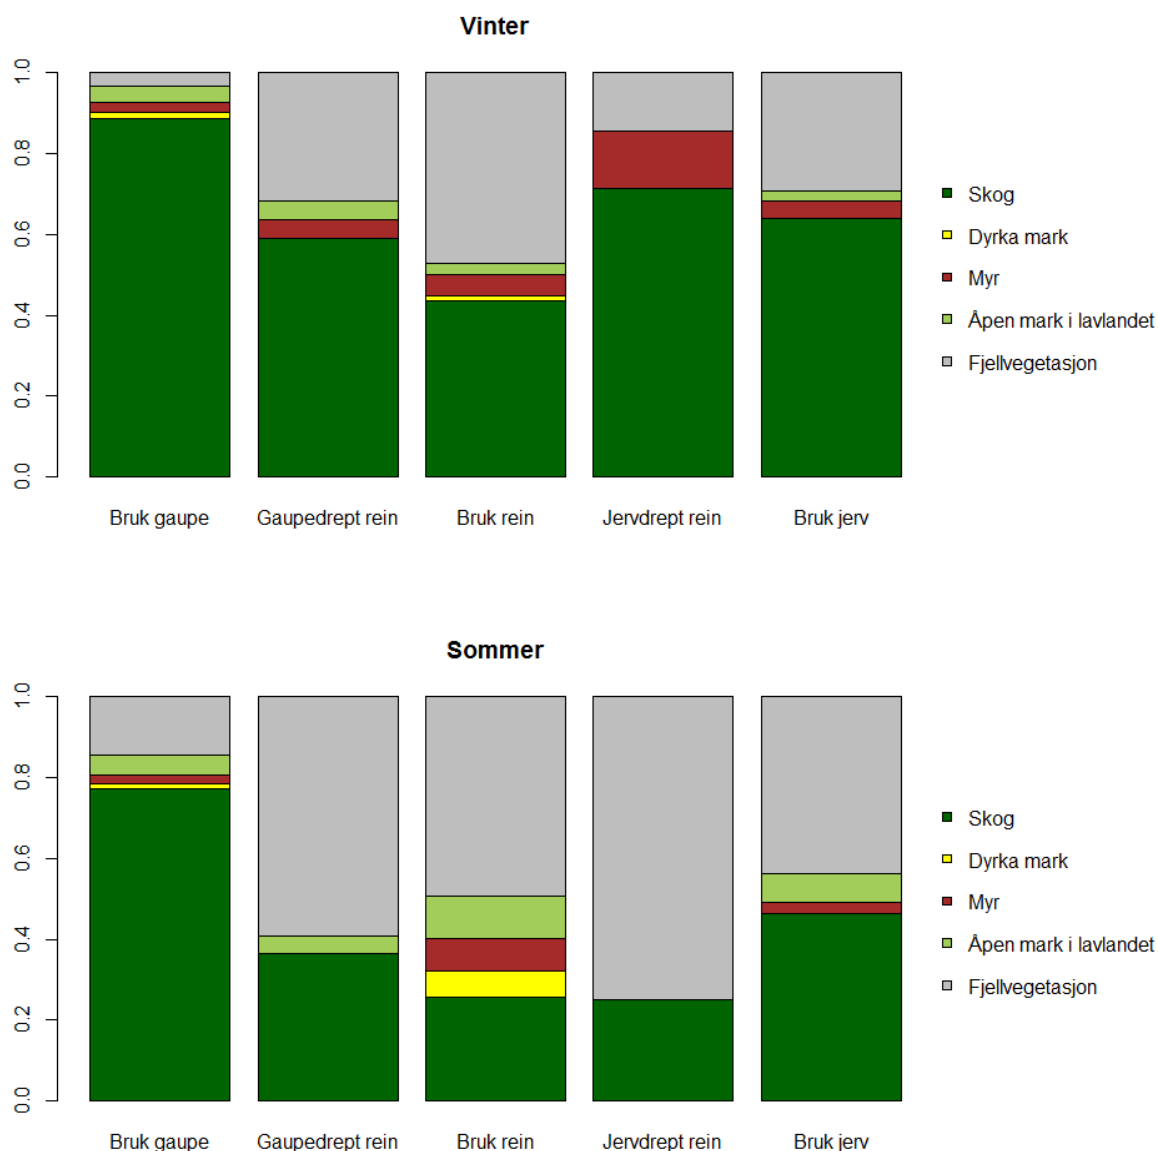 Vinter
1.0
0.8
0.6
0.4
0.2
0.0
Skog
Dyrka mark
Myr
Åpen mark i lavlandet
Fjellvegetasjon
Bruk gaupe
Gaupedrept rein
Bruk rein
Jervdrept rein
Bruk jerv
Sommer
1.0
0.8
0.6
0.4
0.2
0.0
Skog
Dyrka mark
Myr
Åpen mark i lavlandet
Fjellvegetasjon
Bruk gaupe
Gaupedrept rein
Bruk rein
Jervdrept rein
Bruk jerv